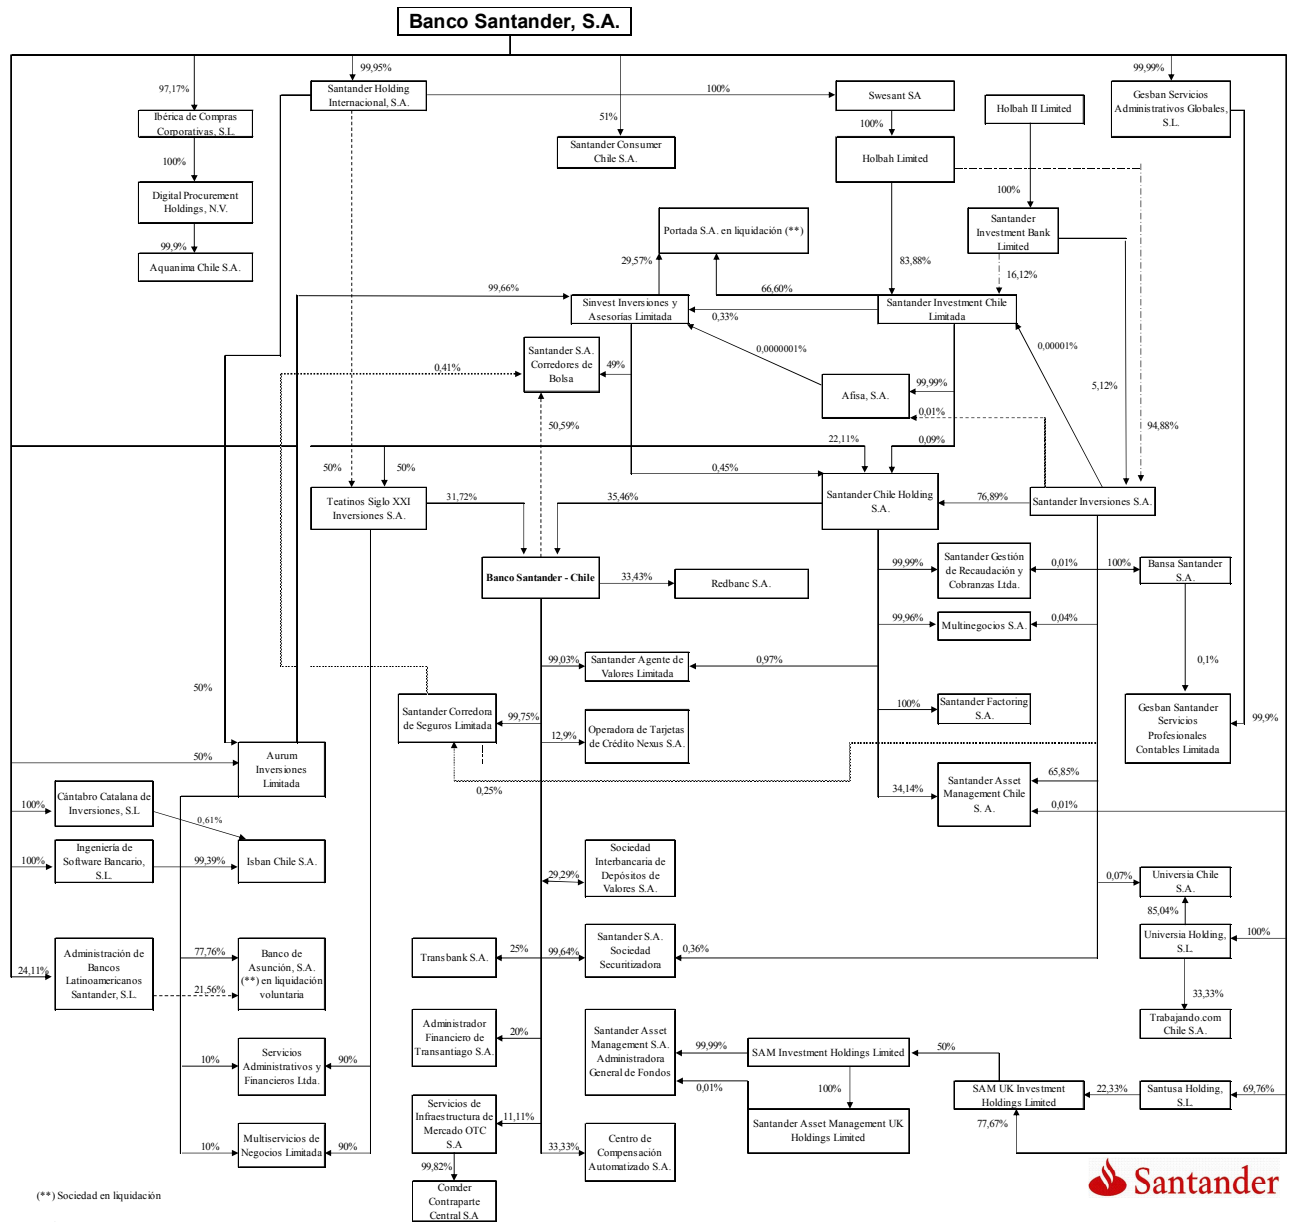 Banco Santander, S.A.
99,95%
99,99%
97,17%
Santander Holding
Internacional, S.A.
100%
Swesant SA
Holbah II Limited
Gesban Servicios
Administrativos Globales,
S.L.
Ibérica de Compras
Corporativas, S.L.
51%
100%
Santander Consumer
Chile S.A.
Holbah Limited
100%
100%
Digital Procurement
Holdings, N.V.
Portada S.A. en liquidación (**)
Santander
Investment Bank
Limited
99,9%
Aquanima Chile S.A.
29,57%
83,88%
16,12%
99,66%
66,60%
Sinvest Inversiones y
Asesorías Limitada
0,33%
Santander Investment Chile
Limitada
0,00001%
Santander S.A.
Corredores de
Bolsa
0,0000001%
0,41%
49%
99,99%
5,12%
Afisa, S.A.
0,01%
50,59%
94,88%
22,11%
0,09%
50%
50%
0,45%
Teatinos Siglo XXI
Inversiones S.A.
31,72%
35,46%
Santander Chile Holding
S.A.
76,89%
Santander Inversiones S.A.
Banco Santander - Chile
33,43%
Redbanc S.A.
99,99%
Santander Gestión
de Recaudación y
Cobranzas Ltda.
0,01%
100%
Bansa Santander
S.A.
99,96%
Multinegocios S.A.
0,04%
99,03%
Santander Agente de
Valores Limitada
0,97%
0,1%
50%
Santander Corredora
de Seguros Limitada
99,75%
100%
Santander Factoring
S.A.
Gesban Santander
Servicios
Profesionales
Contables Limitada
99,9%
12,9%
Operadora de Tarjetas
de Crédito Nexus S.A.
50%
Aurum
Inversiones
Limitada
0,25%
34,14%
Santander Asset
Management Chile
S. A.
65,85%
0,01%
100%
Cántabro Catalana de
Inversiones, S.L
0,61%
100%
Ingeniería de
Software Bancario,
S.L.
99,39%
Isban Chile S.A.
Sociedad
Interbancaria de
Depósitos de
Valores S.A.
29,29%
0,07%
Universia Chile
S.A.
85,04%
24,11%
Administración de
Bancos
Latinoamericanos
Santander, S.L.
77,76%
21,56%
Banco de
Asunción, S.A.
(**) en liquidación
voluntaria
Transbank S.A.
25%
99,64%
Santander S.A.
Sociedad
Securitizadora
0,36%
Universia Holding,
S.L.
100%
33,33%
Trabajando.com
Chile S.A.
10%
Servicios
Administrativos y
Financieros Ltda.
90%
Administrador
Financiero de
Transantiago S.A.
20%
Santander Asset
Management S.A.
Administradora
General de Fondos
99,99%
0,01%
SAM Investment Holdings Limited
50%
100%
SAM UK Investment
Holdings Limited
22,33%
Santusa Holding,
S.L.
69,76%
77,67%
Santander Asset Management UK
Holdings Limited
10%
Multiservicios de
Negocios Limitada
90%
Servicios de
Infraestructura de
Mercado OTC
S.A
11,11%
33,33%
Centro de
Compensación
Automatizado S.A.
99,82%
Comder
Contraparte
Central S.A
(**) Sociedad en liquidación
Santander